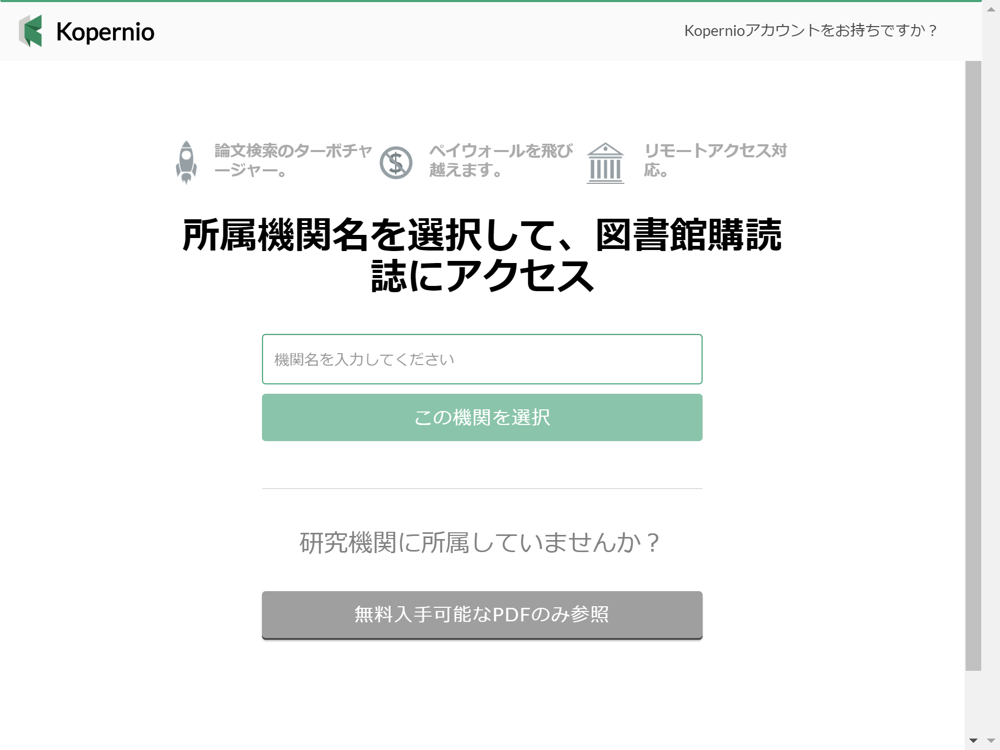 Kopernio
Kopernioアカウントをお持ちですか？
論文検索のターボチャ
ージャー。
ペイウォールを飛び
越えます。
リモートアクセス対
応。
所属機関名を選択して、図書館購読
誌にアクセス
機関名を入力してください
この機関を選択
研究機関に所属していませんか？
無料入手可能なPDFのみ参照